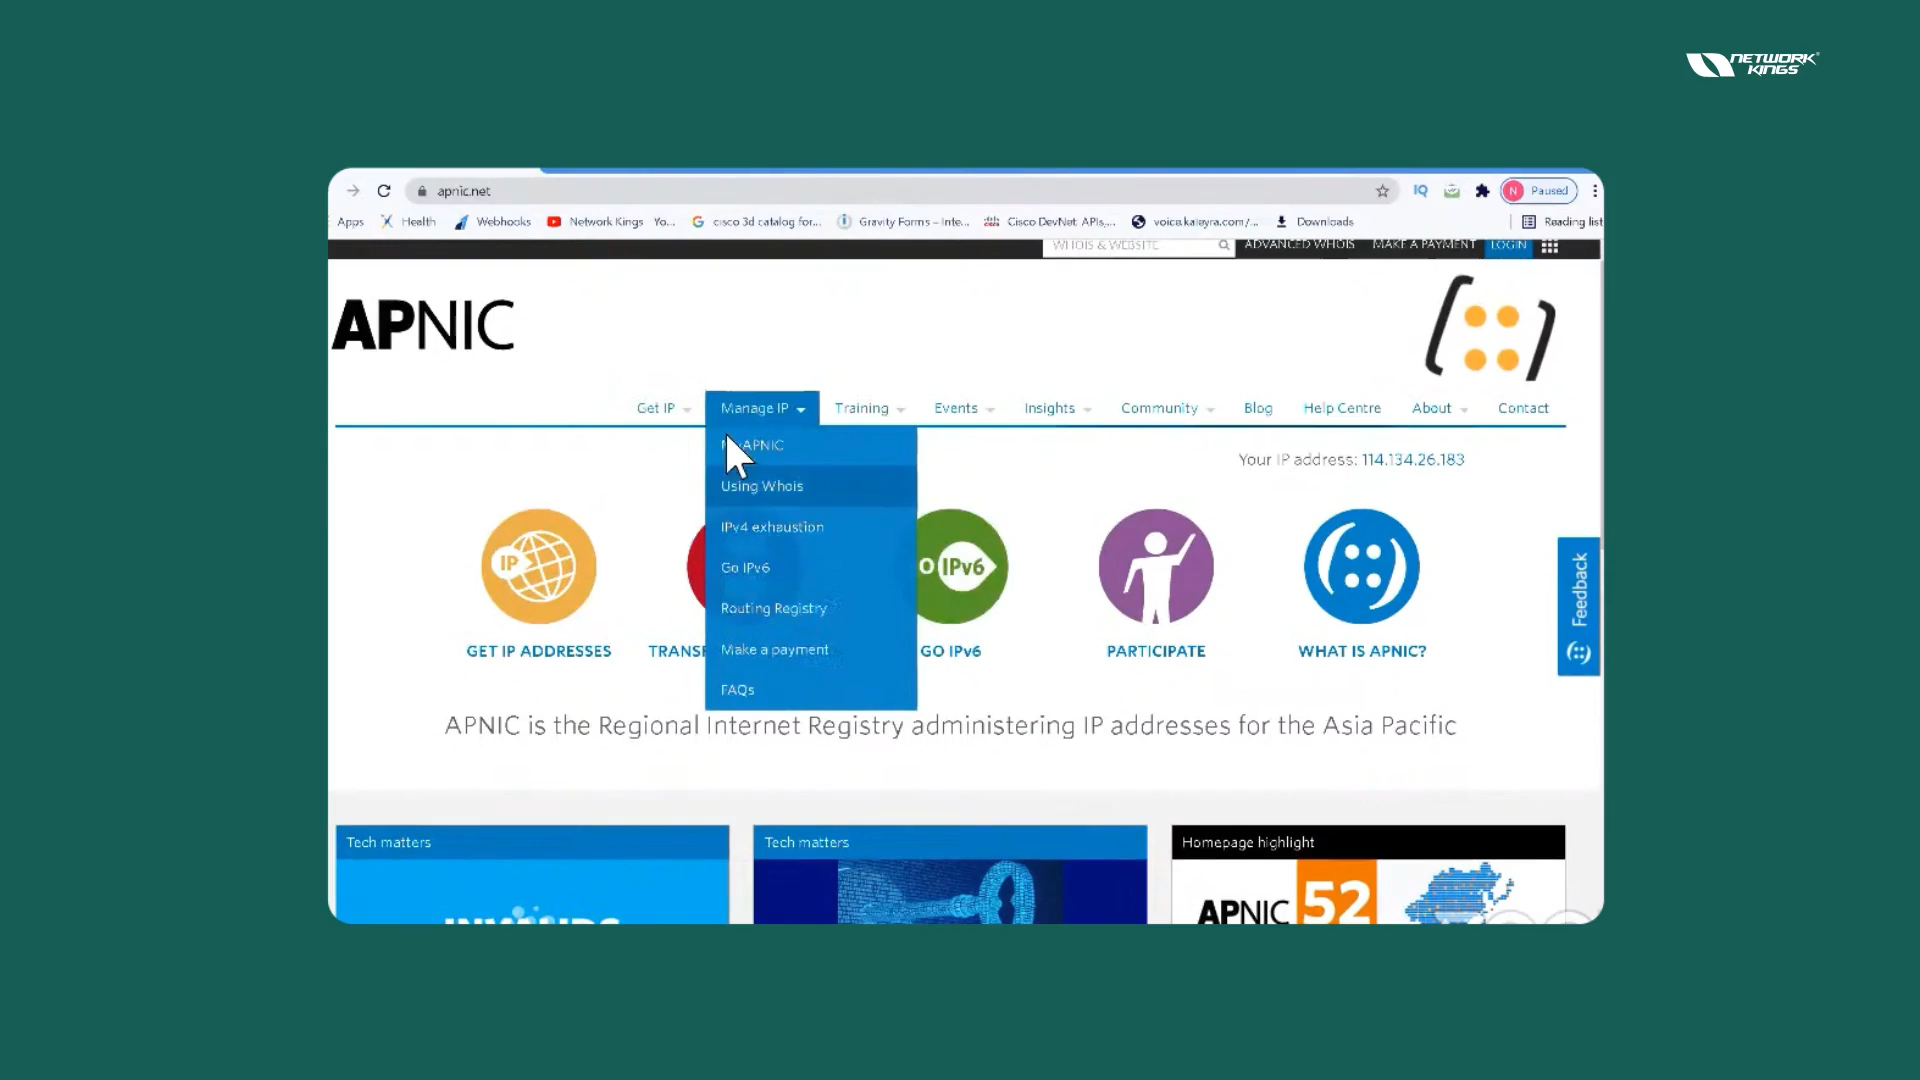 NETWORK
KINGS
apnic.net
IQ
N Paused
Apps Health Webhooks Network Kings Yo... cisco 3d catalog for... Gravity Forms – Inte... Cisco DevNet: APIs,... voice.kaleyra.com/... Downloads Reading list
WHOIS & WEBSITE ADVANCED WHOIS MAKE A PAYMENT LOGIN
APNIC
Get IP Manage IP Training Events Insights Community Blog Help Centre About Contact
APNIC
Your IP address: 114.134.26.183
Using Whois
IPv4 exhaustion
Go IPv6
Routing Registry
Make a payment
FAQs
IP
IPv6
GET IP ADDRESSES
GO IPv6
PARTICIPATE
WHAT IS APNIC?
Feedback
APNIC is the Regional Internet Registry administering IP addresses for the Asia Pacific
Tech matters
Tech matters
Homepage highlight
APNIC 52